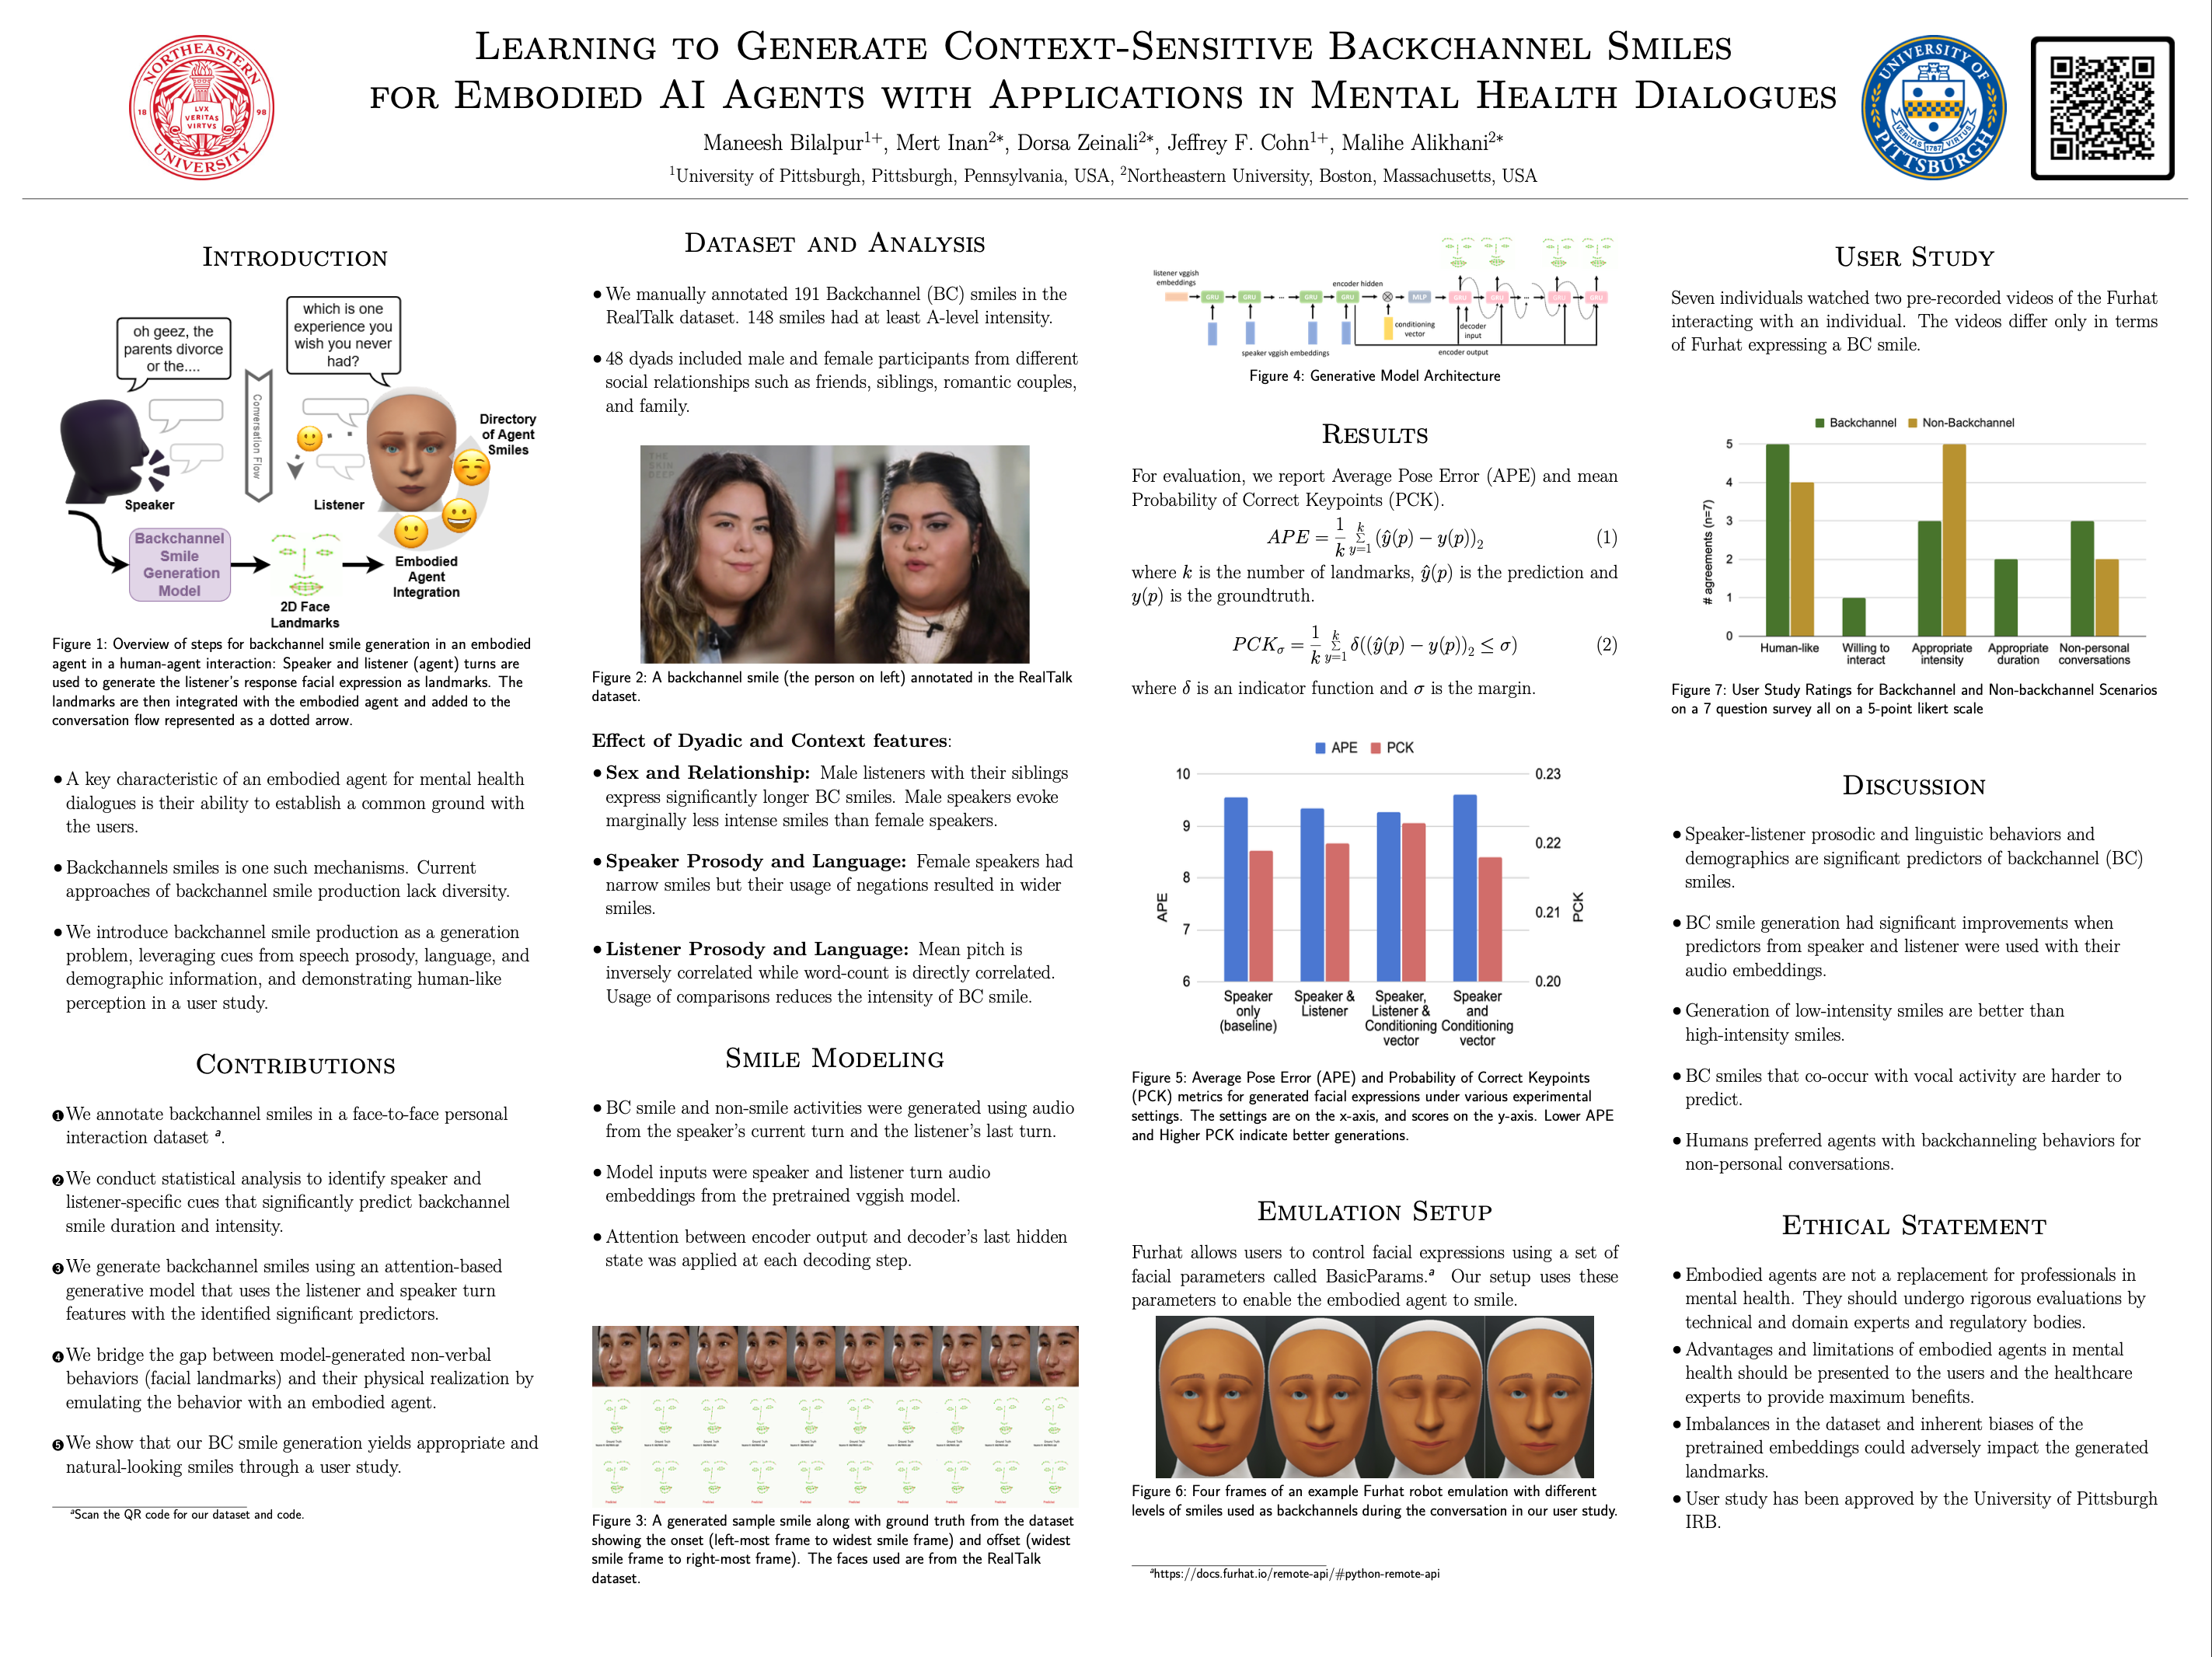 LEARNING TO GENERATE CONTEXT-SENSITIVE BACKCHANNEL SMILES
FOR EMBODIED AI AGENTS WITH APPLICATIONS IN MENTAL HEALTH DIALOGUES
Maneesh Bilalpur1+, Mert Inan2*, Dorsa Zeinali2*, Jeffrey F. Cohn1+, Malihe Alikhani2*
1University of Pittsburgh, Pittsburgh, Pennsylvania, USA, 2Northeastern University, Boston, Massachusetts, USA
NORTHEASTERN
UNIVERSITY
18 98
LVX
VERITAS
VIRTVS
UNIVERSITY OF
PITTSBURGH
VERITAS VIRTUS
1787
INTRODUCTION
oh geez, the
parents divorce
or the....
which is one
experience you
wish you never
had?
Conversation Flow
Directory
of Agent
Smiles
Speaker
Listener
Backchannel
Smile
Generation
Model
2D Face
Landmarks
Embodied
Agent
Integration
Figure 1: Overview of steps for backchannel smile generation in an embodied
agent in a human-agent interaction: Speaker and listener (agent) turns are
used to generate the listener's response facial expression as landmarks. The
landmarks are then integrated with the embodied agent and added to the
conversation flow represented as a dotted arrow.
• A key characteristic of an embodied agent for mental health
dialogues is their ability to establish a common ground with
the users.
• Backchannels smiles is one such mechanisms. Current
approaches of backchannel smile production lack diversity.
• We introduce backchannel smile production as a generation
problem, leveraging cues from speech prosody, language, and
demographic information, and demonstrating human-like
perception in a user study.
CONTRIBUTIONS
❶ We annotate backchannel smiles in a face-to-face personal
interaction dataset a.
❷ We conduct statistical analysis to identify speaker and
listener-specific cues that significantly predict backchannel
smile duration and intensity.
❸ We generate backchannel smiles using an attention-based
generative model that uses the listener and speaker turn
features with the identified significant predictors.
❹ We bridge the gap between model-generated non-verbal
behaviors (facial landmarks) and their physical realization by
emulating the behavior with an embodied agent.
❺ We show that our BC smile generation yields appropriate and
natural-looking smiles through a user study.
aScan the QR code for our dataset and code.
DATASET AND ANALYSIS
• We manually annotated 191 Backchannel (BC) smiles in the
RealTalk dataset. 148 smiles had at least A-level intensity.
• 48 dyads included male and female participants from different
social relationships such as friends, siblings, romantic couples,
and family.
THE
SKIN
DEEP
Figure 2: A backchannel smile (the person on left) annotated in the RealTalk
dataset.
Effect of Dyadic and Context features:
• Sex and Relationship: Male listeners with their siblings
express significantly longer BC smiles. Male speakers evoke
marginally less intense smiles than female speakers.
• Speaker Prosody and Language: Female speakers had
narrow smiles but their usage of negations resulted in wider
smiles.
• Listener Prosody and Language: Mean pitch is
inversely correlated while word-count is directly correlated.
Usage of comparisons reduces the intensity of BC smile.
SMILE MODELING
• BC smile and non-smile activities were generated using audio
from the speaker's current turn and the listener's last turn.
• Model inputs were speaker and listener turn audio
embeddings from the pretrained vggish model.
• Attention between encoder output and decoder's last hidden
state was applied at each decoding step.
Figure 3: A generated sample smile along with ground truth from the dataset
showing the onset (left-most frame to widest smile frame) and offset (widest
smile frame to right-most frame). The faces used are from the RealTalk
dataset.
listener vggish
embeddings
GRU GRU ... GRU GRU
encoder hidden
MLP
GRU GRU ... GRU GRU
conditioning
vector
decoder
input
speaker vggish embeddings
encoder output
Figure 4: Generative Model Architecture
RESULTS
For evaluation, we report Average Pose Error (APE) and mean
Probability of Correct Keypoints (PCK).
APE = 1/k Σ_{y=1}^{k} (ŷ(p) − y(p))₂ (1)
where k is the number of landmarks, ŷ(p) is the prediction and
y(p) is the groundtruth.
PCKσ = 1/k Σ_{y=1}^{k} δ((ŷ(p) − y(p))₂ ≤ σ) (2)
where δ is an indicator function and σ is the margin.
APE PCK
10 0.23
9
0.22
8
0.21
7
6 0.20
APE
PCK
Speaker
only
(baseline)
Speaker &
Listener
Speaker,
Listener &
Conditioning
vector
Speaker
and
Conditioning
vector
Figure 5: Average Pose Error (APE) and Probability of Correct Keypoints
(PCK) metrics for generated facial expressions under various experimental
settings. The settings are on the x-axis, and scores on the y-axis. Lower APE
and Higher PCK indicate better generations.
EMULATION SETUP
Furhat allows users to control facial expressions using a set of
facial parameters called BasicParams.a Our setup uses these
parameters to enable the embodied agent to smile.
Figure 6: Four frames of an example Furhat robot emulation with different
levels of smiles used as backchannels during the conversation in our user study.
ahttps://docs.furhat.io/remote-api/#python-remote-api
USER STUDY
Seven individuals watched two pre-recorded videos of the Furhat
interacting with an individual. The videos differ only in terms
of Furhat expressing a BC smile.
Backchannel Non-Backchannel
5
4
3
2
1
0
# agreements (n=7)
Human-like
Willing to
interact
Appropriate
intensity
Appropriate
duration
Non-personal
conversations
Figure 7: User Study Ratings for Backchannel and Non-backchannel Scenarios
on a 7 question survey all on a 5-point likert scale
DISCUSSION
• Speaker-listener prosodic and linguistic behaviors and
demographics are significant predictors of backchannel (BC)
smiles.
• BC smile generation had significant improvements when
predictors from speaker and listener were used with their
audio embeddings.
• Generation of low-intensity smiles are better than
high-intensity smiles.
• BC smiles that co-occur with vocal activity are harder to
predict.
• Humans preferred agents with backchanneling behaviors for
non-personal conversations.
ETHICAL STATEMENT
• Embodied agents are not a replacement for professionals in
mental health. They should undergo rigorous evaluations by
technical and domain experts and regulatory bodies.
• Advantages and limitations of embodied agents in mental
health should be presented to the users and the healthcare
experts to provide maximum benefits.
• Imbalances in the dataset and inherent biases of the
pretrained embeddings could adversely impact the generated
landmarks.
• User study has been approved by the University of Pittsburgh
IRB.